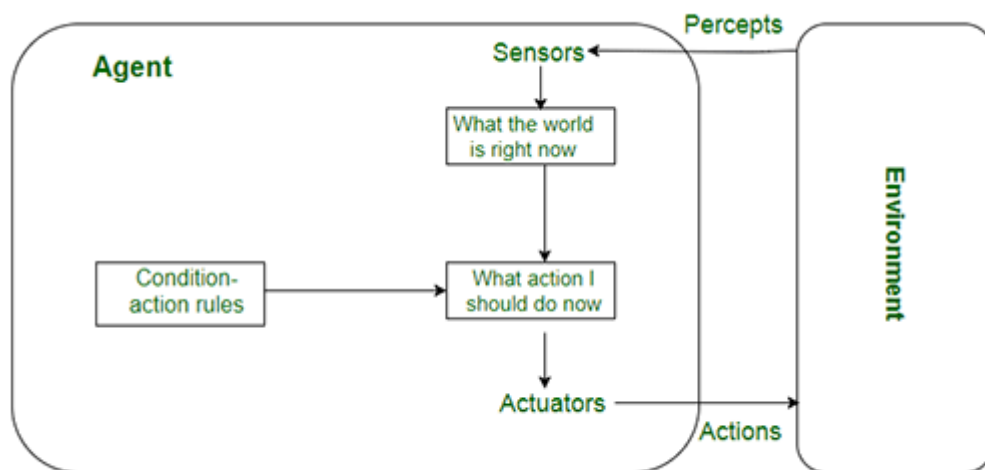 Percepts
Sensors
Agent
What the world
is right now
Environment
Condition-
action rules
What action I
should do now
Actuators
Actions